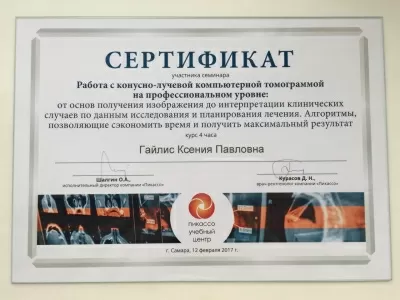 СЕРТИФИКАТ
участника семинара
Работа с конусно-лучевой компьютерной томограммой
на профессиональном уровне:
от основ получения изображения до интерпретации клинических
случаев по данным исследования и планирования лечения. Алгоритмы,
позволяющие сэкономить время и получить максимальный результат
курс 4 часа
Гайлис Ксения Павловна
Шалгин О.А.,
исполнительный директор компании «Пикассо»
Курасов Д. Н.,
врач-рентгенолог компании «Пикассо»
пикассо
учебный
центр
г. Самара, 12 февраля 2017 г.